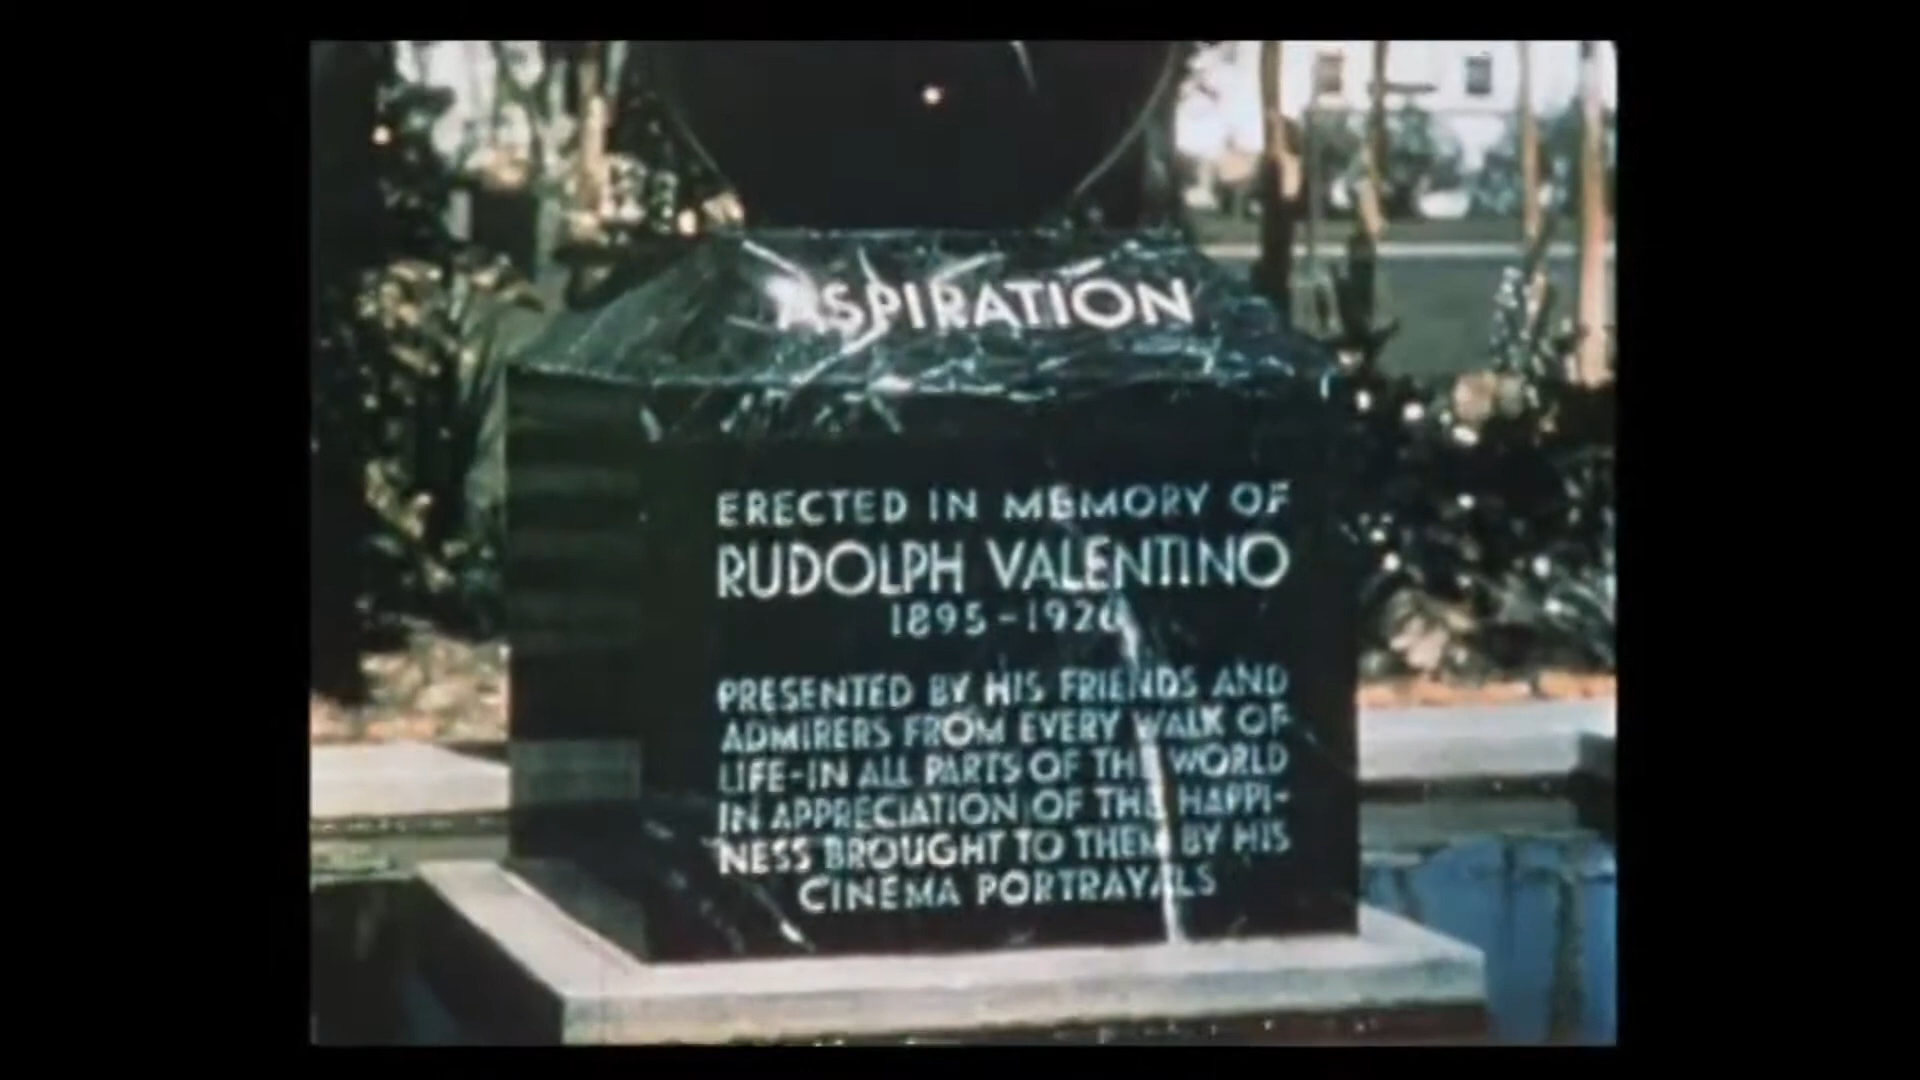 ASPIRATION
ERECTED IN MEMORY OF
RUDOLPH VALENTINO
1895-1926
PRESENTED BY HIS FRIENDS AND
ADMIRERS FROM EVERY WALK OF
LIFE-IN ALL PARTS OF THE WORLD
IN APPRECIATION OF THE HAPPI-
NESS BROUGHT TO THEM BY HIS
CINEMA PORTRAYALS